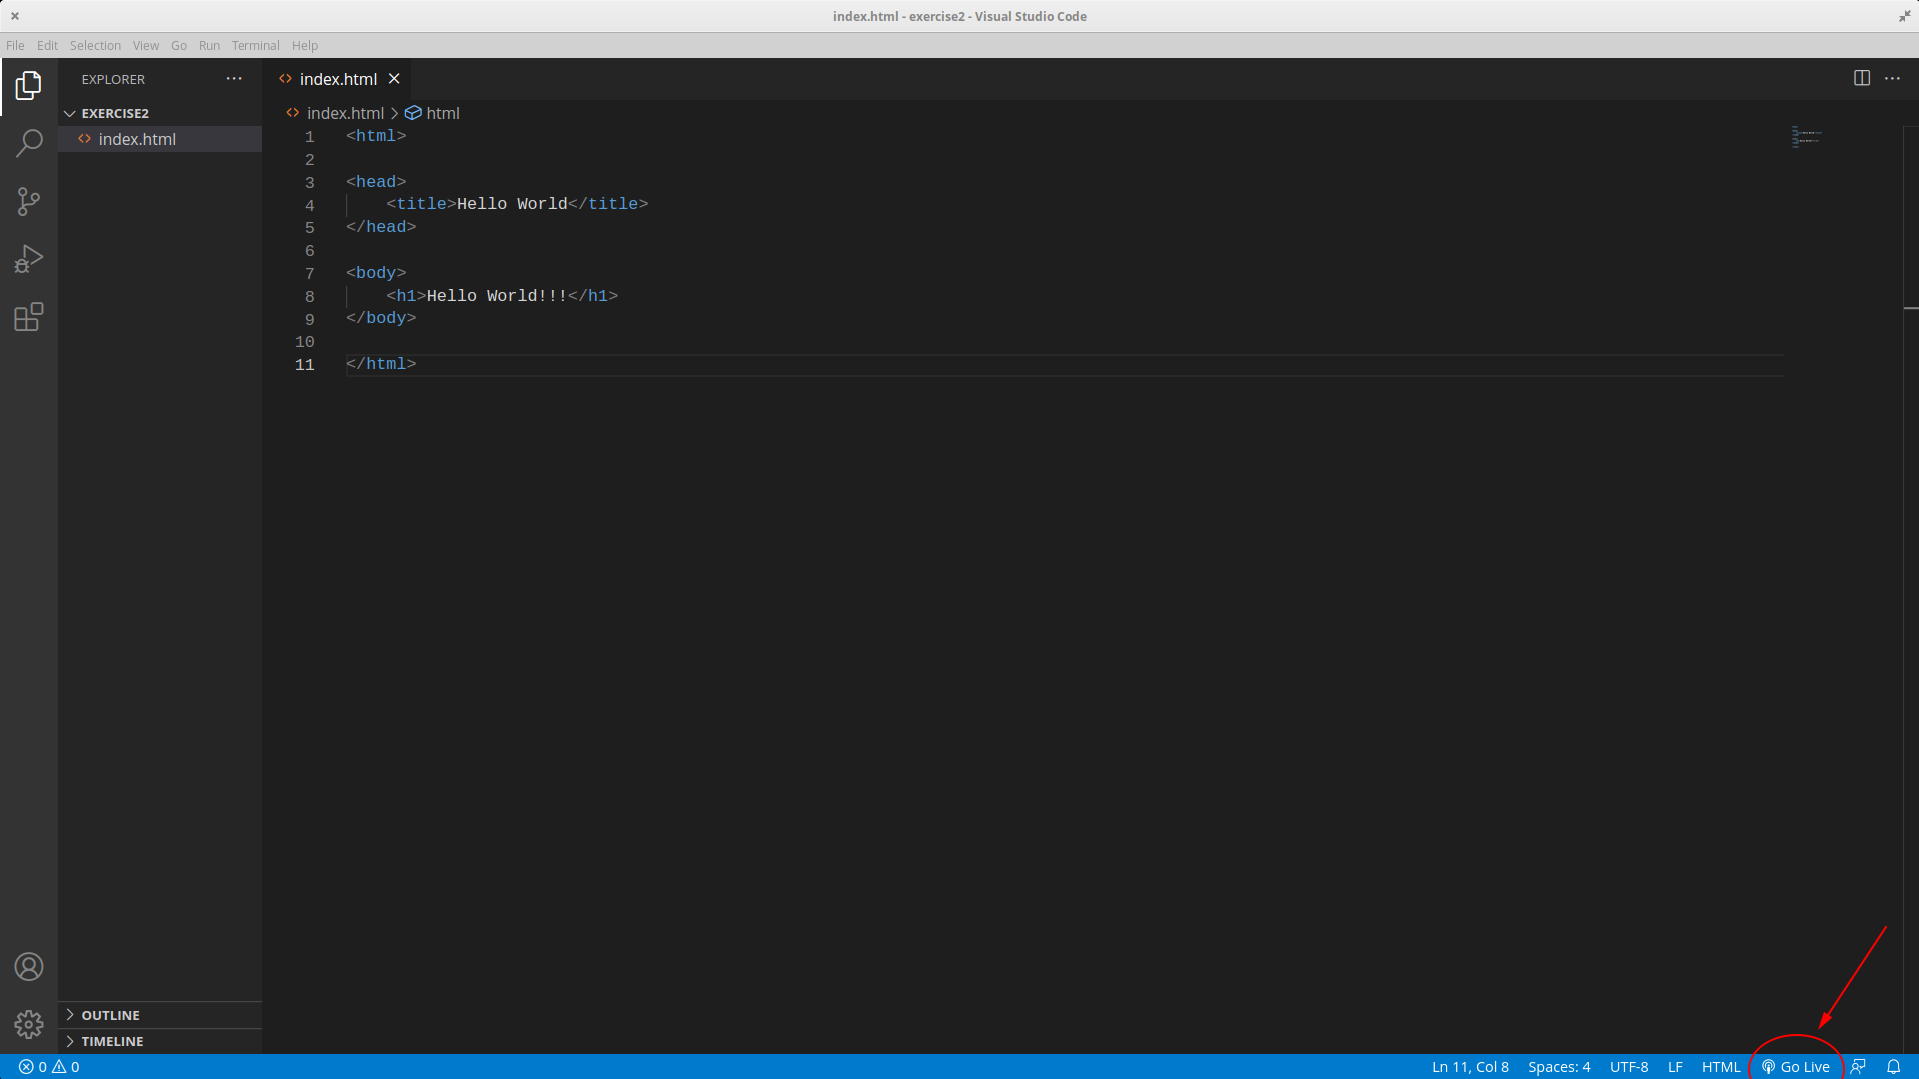 index.html - exercise2 - Visual Studio Code
File Edit Selection View Go Run Terminal Help
EXPLORER
index.html
EXERCISE2
index.html
index.html html
1 <html>
2
3 <head>
4     <title>Hello World</title>
5 </head>
6
7 <body>
8     <h1>Hello World!!!</h1>
9 </body>
10
11 </html>
OUTLINE
TIMELINE
0 0
Ln 11, Col 8 Spaces: 4 UTF-8 LF HTML Go Live